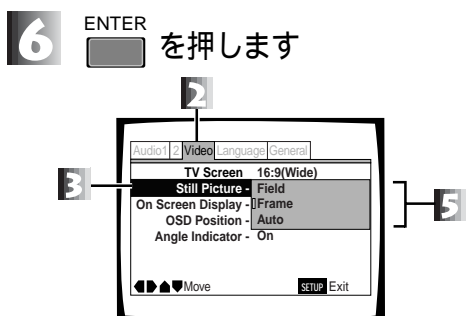 6 ENTER を押します
2
Audio1 2 Video Language General
TV Screen 16:9(Wide)
3 Still Picture - Field 5
On Screen Display - Frame
OSD Position - Auto
Angle Indicator - On
Move SETUP Exit